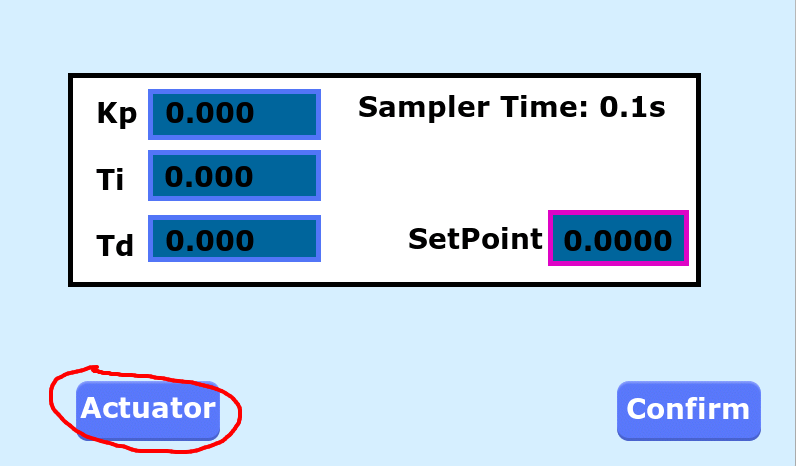 Kp 0.000 Sampler Time: 0.1s
Ti 0.000
Td 0.000 SetPoint 0.0000
Actuator Confirm